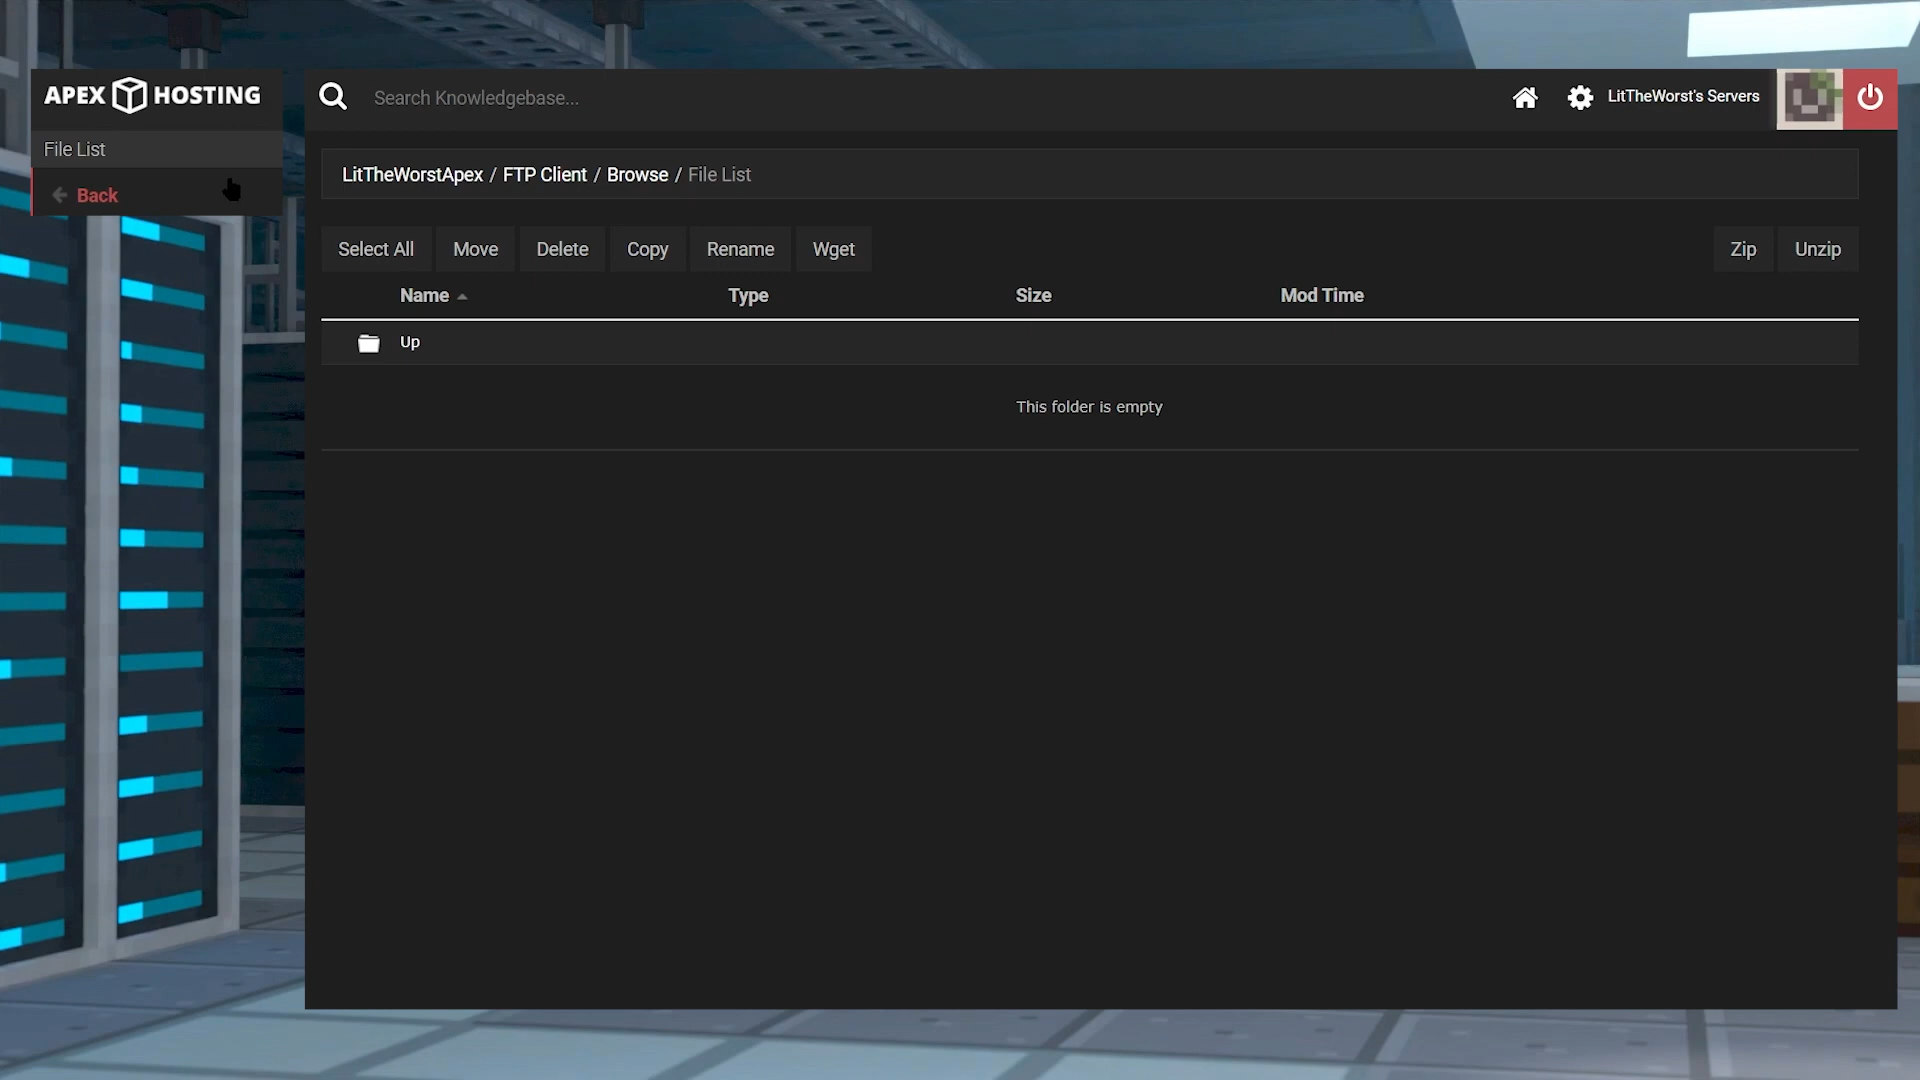 APEX HOSTING
Search Knowledgebase...
LitTheWorst's Servers
File List
Back
LitTheWorstApex / FTP Client / Browse / File List
Select All Move Delete Copy Rename Wget Zip Unzip
Name Type Size Mod Time
Up
This folder is empty